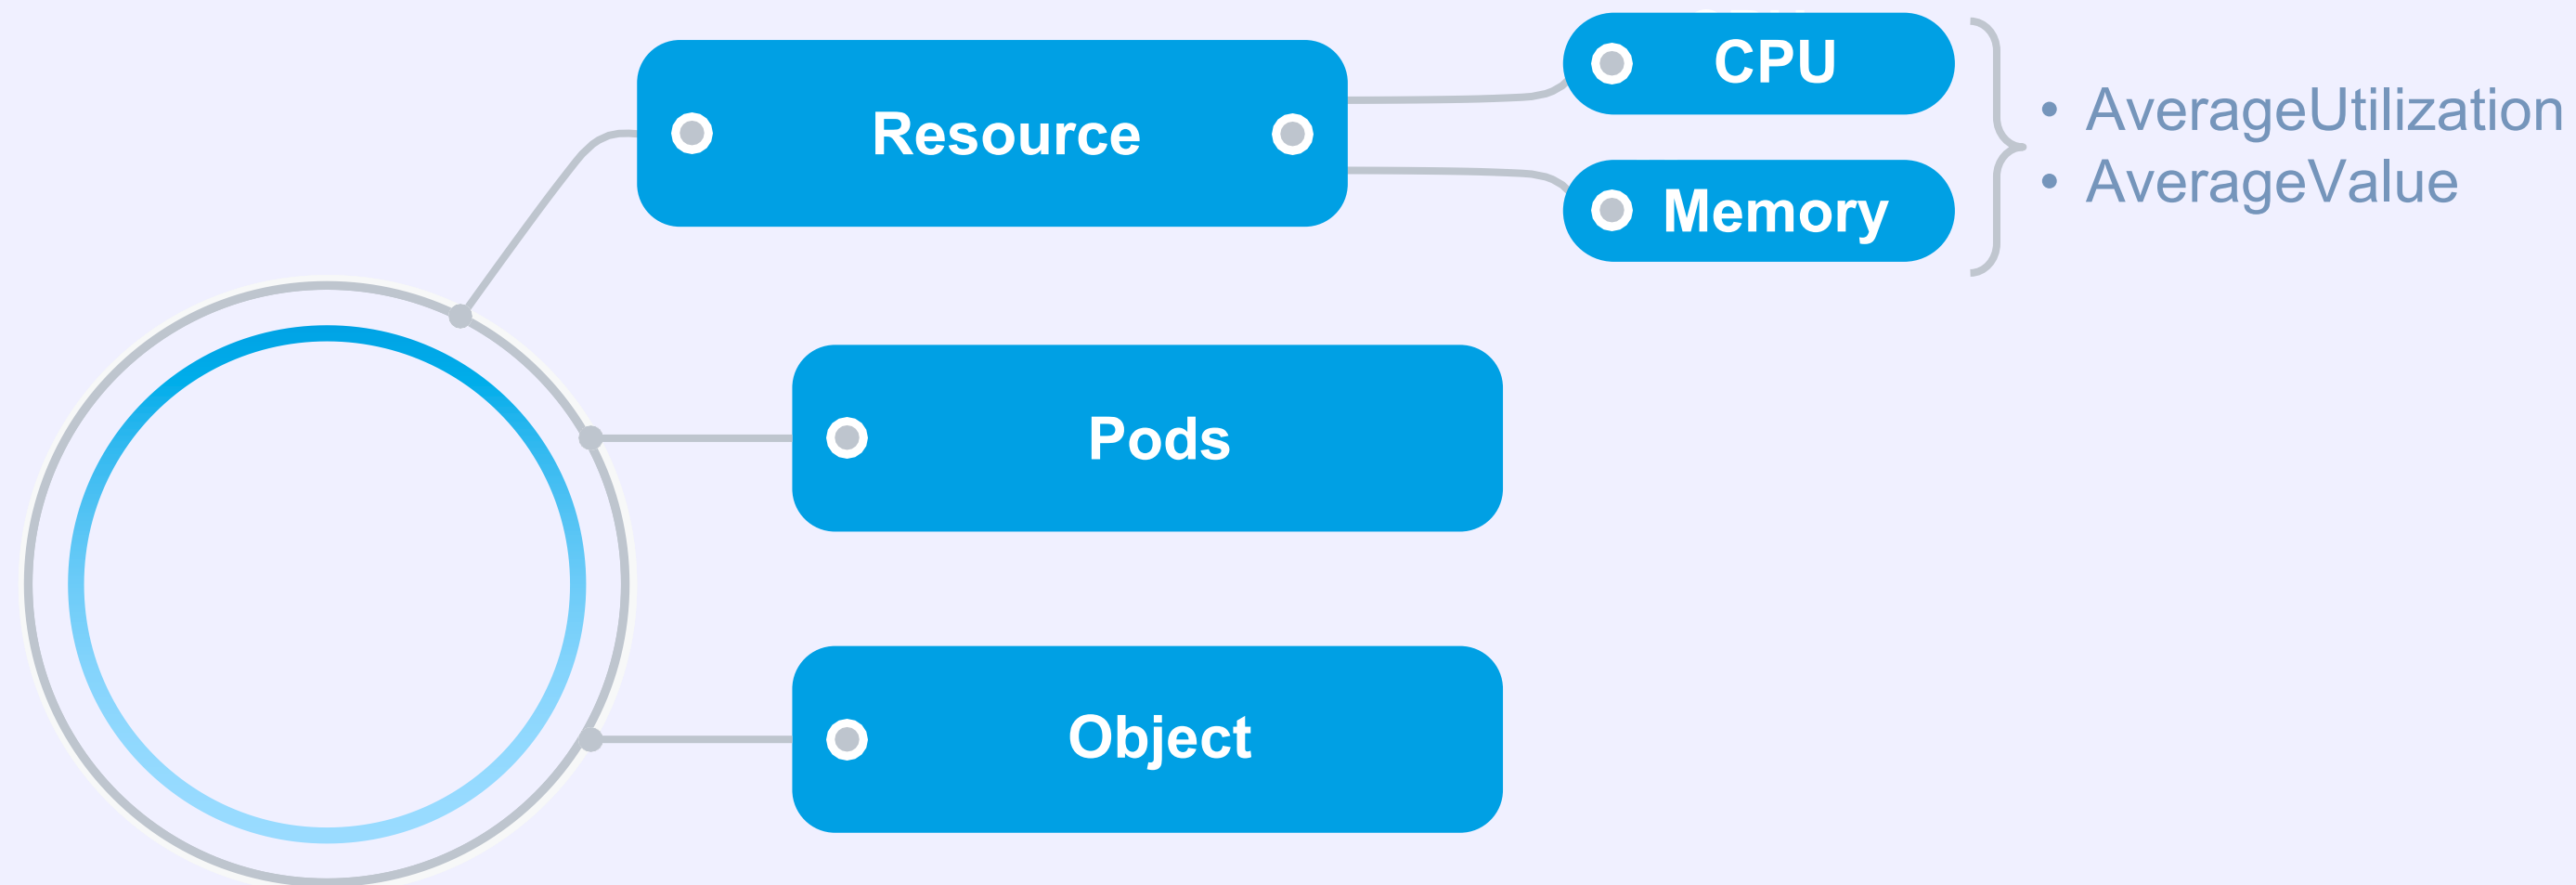 Resource
CPU
Memory
• AverageUtilization
• AverageValue
Pods
Object